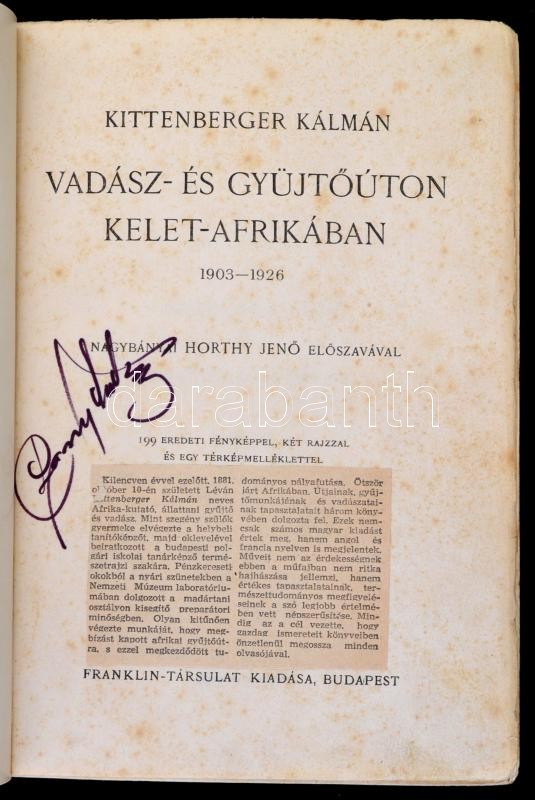 KITTENBERGER KÁLMÁN
VADÁSZ- ÉS GYÜJTŐÚTON
KELET-AFRIKÁBAN
1903—1926
NAGYBÁNYAI HORTHY JENŐ ELŐSZAVÁVAL
darabanth
199 EREDETI FÉNYKÉPPEL, KÉT RAJZZAL
ÉS EGY TÉRKÉPMELLÉKLETTEL
Kilencven évvel ezelőtt, 1881.
október 10-én született Léván
Kittenberger Kálmán neves
Afrika-kutató, állattani gyűjtő
és vadász. Mint szegény szülők
gyermeke elvégezte a helybeli
tanítóképzőt, majd oklevelével
beiratkozott a budapesti pol-
gári iskolai tanárképző termé-
szetrajzi szakára. Pénzkereseti
okokból a nyári szünetekben a
Nemzeti Múzeum laboratóriu-
mában dolgozott a madártani
osztályon kisegítő preparátori
minőségben. Olyan kitűnően
végezte munkáját, hogy meg-
bízást kapott afrikai gyűjtőút-
ra, s ezzel megkezdődött tu-
dományos pályafutása. Ötször
járt Afrikában. Útjainak, gyűj-
tőmunkáinak és vadászatai-
nak tapasztalatait három köny-
vében dolgozta fel. Ezek nem-
csak számos magyar kiadást
értek meg, hanem angol és
francia nyelven is megjelentek.
Műveit nem az érdekességnek
ebben a műfajban nem ritka
hajhászása jellemzi, hanem
értékes tapasztalatainak, ter-
mészettudományos megfigyelé-
seinek a szó legjobb értelmé-
ben vett népszerűsítése. Min-
dig az a cél vezette, hogy
gazdag ismereteit könyveiben
önzetlenül megossza minden
olvasójával.
FRANKLIN-TÁRSULAT KIADÁSA, BUDAPEST